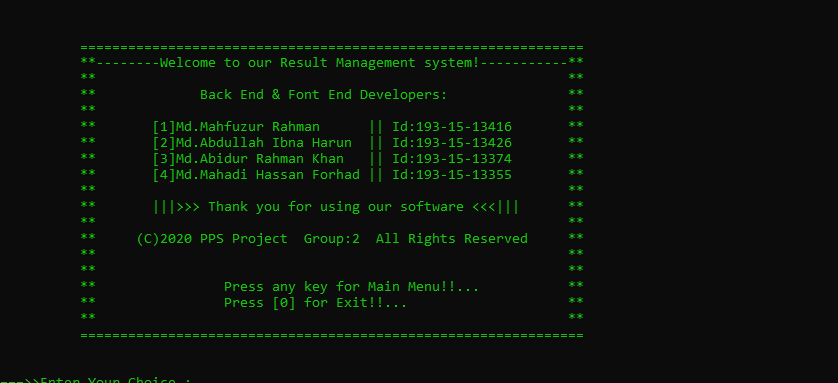 ===============================================================
**--------Welcome to our Result Management system!-----------**
** **
** Back End & Font End Developers: **
** **
** [1]Md.Mahfuzur Rahman || Id:193-15-13416 **
** [2]Md.Abdullah Ibna Harun || Id:193-15-13426 **
** [3]Md.Abidur Rahman Khan || Id:193-15-13374 **
** [4]Md.Mahadi Hassan Forhad || Id:193-15-13355 **
** **
** |||>>> Thank you for using our software <<<||| **
** **
** (C)2020 PPS Project Group:2 All Rights Reserved **
** **
** **
** Press any key for Main Menu!!... **
** Press [0] for Exit!!... **
** **
===============================================================
--->>Enter Your Choice :